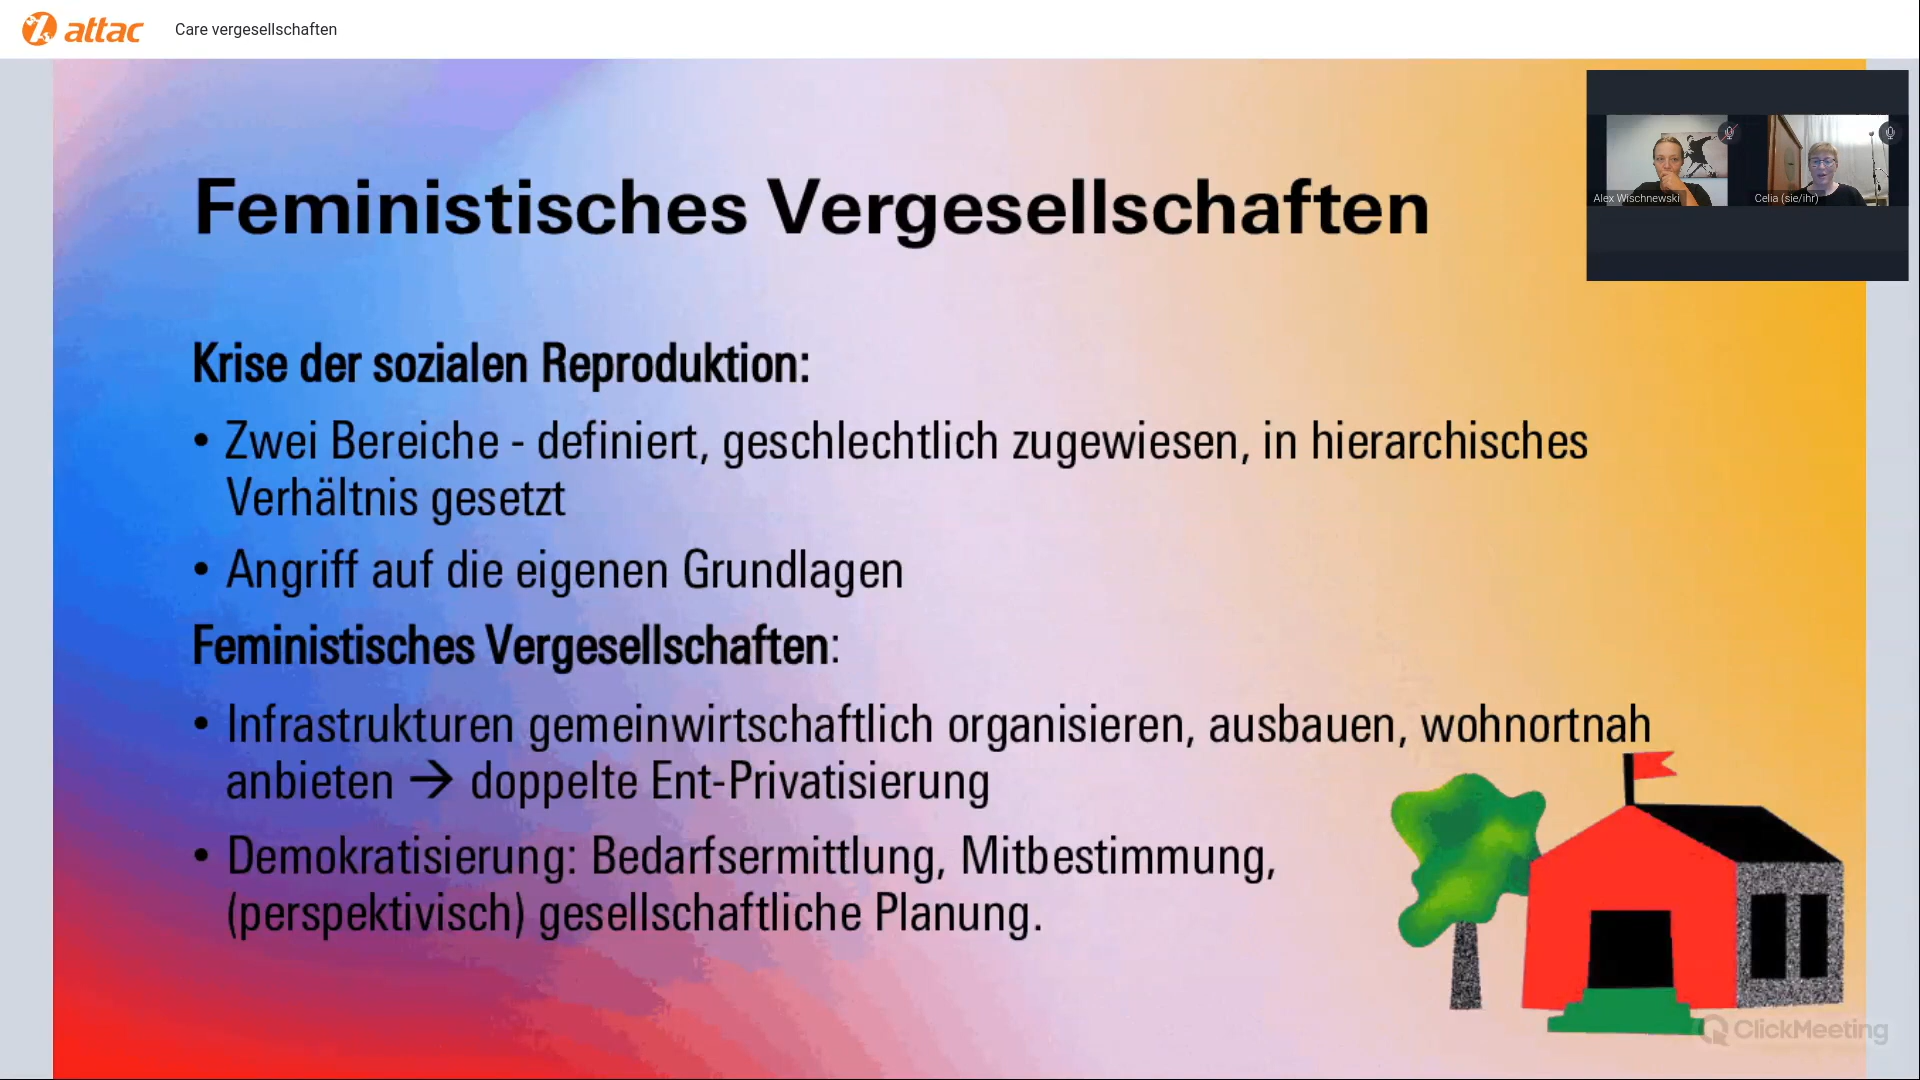 attac
Care vergesellschaften
Feministisches Vergesellschaften
Alex Wischnewski
Celia (sie/ihr)
Krise der sozialen Reproduktion:
• Zwei Bereiche - definiert, geschlechtlich zugewiesen, in hierarchisches
Verhältnis gesetzt
• Angriff auf die eigenen Grundlagen
Feministisches Vergesellschaften:
• Infrastrukturen gemeinwirtschaftlich organisieren, ausbauen, wohnortnah
anbieten → doppelte Ent-Privatisierung
• Demokratisierung: Bedarfsermittlung, Mitbestimmung,
(perspektivisch) gesellschaftliche Planung.
ClickMeeting